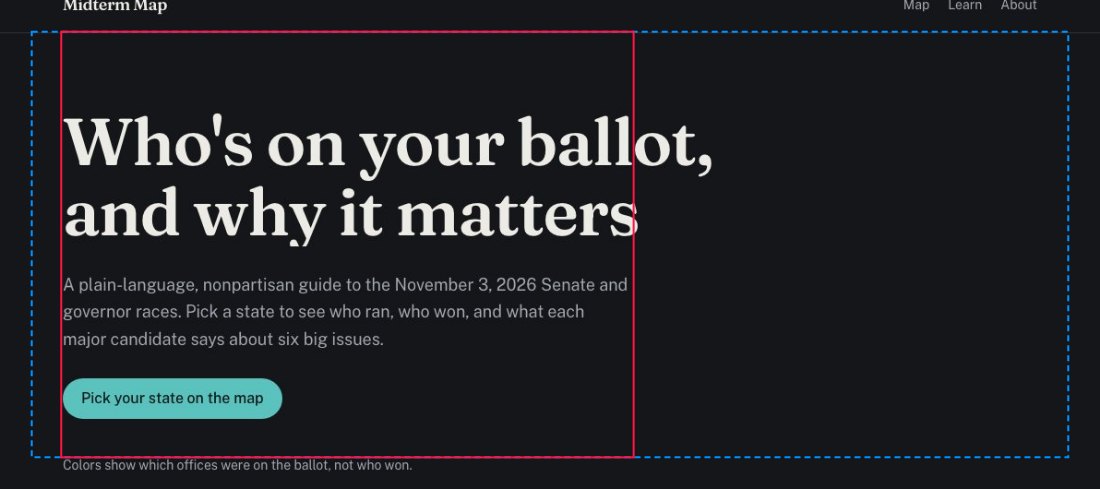 Midterm Map
Map Learn About
Who's on your ballot,
and why it matters
A plain-language, nonpartisan guide to the November 3, 2026 Senate and
governor races. Pick a state to see who ran, who won, and what each
major candidate says about six big issues.
Pick your state on the map
Colors show which offices were on the ballot, not who won.